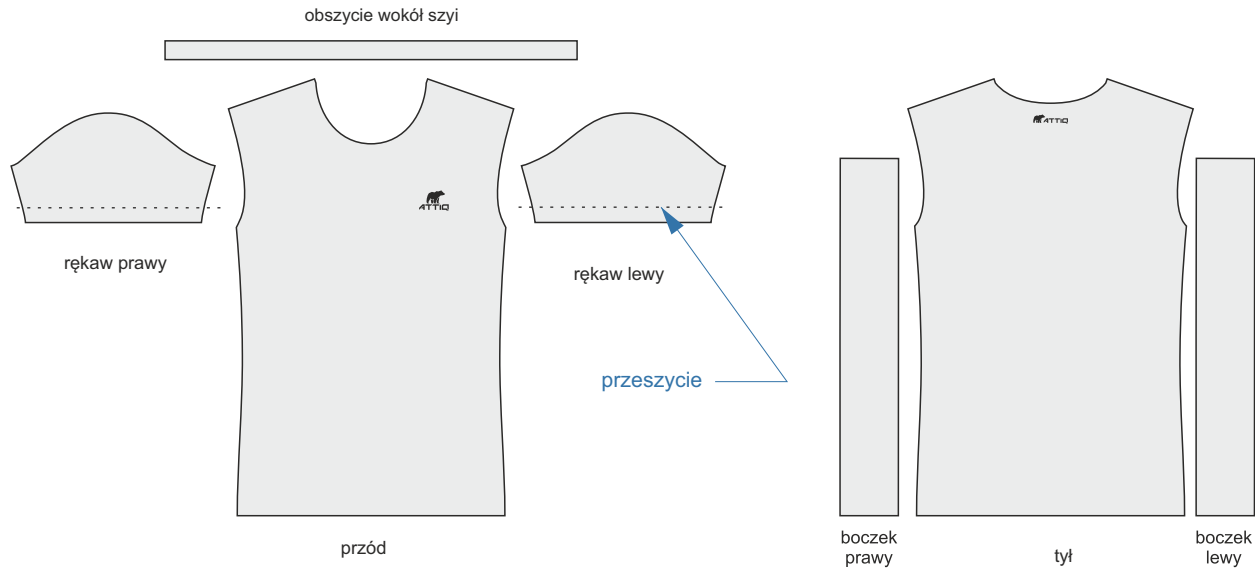 obszycie wokół szyi
ATTIQ
ATTIQ
rękaw prawy
rękaw lewy
przeszycie
przód
boczek
prawy
tył
boczek
lewy